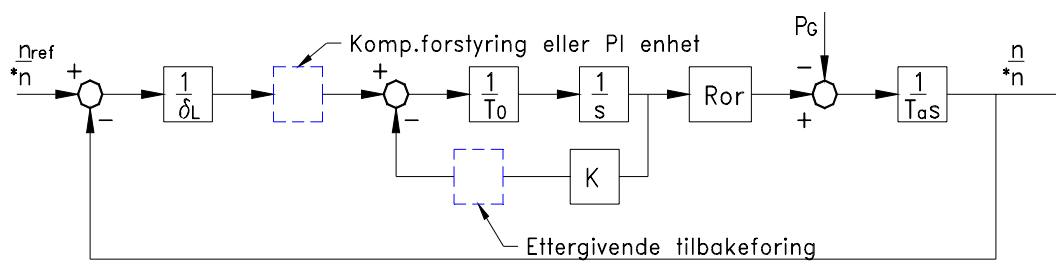 Komp.forstyring eller PI enhet
PG
n
*n
nref
*n
+
-
1
δL
+
-
1
T0
1
s
Ror
-
+
1
Tas
K
Ettergivende tilbakeforing